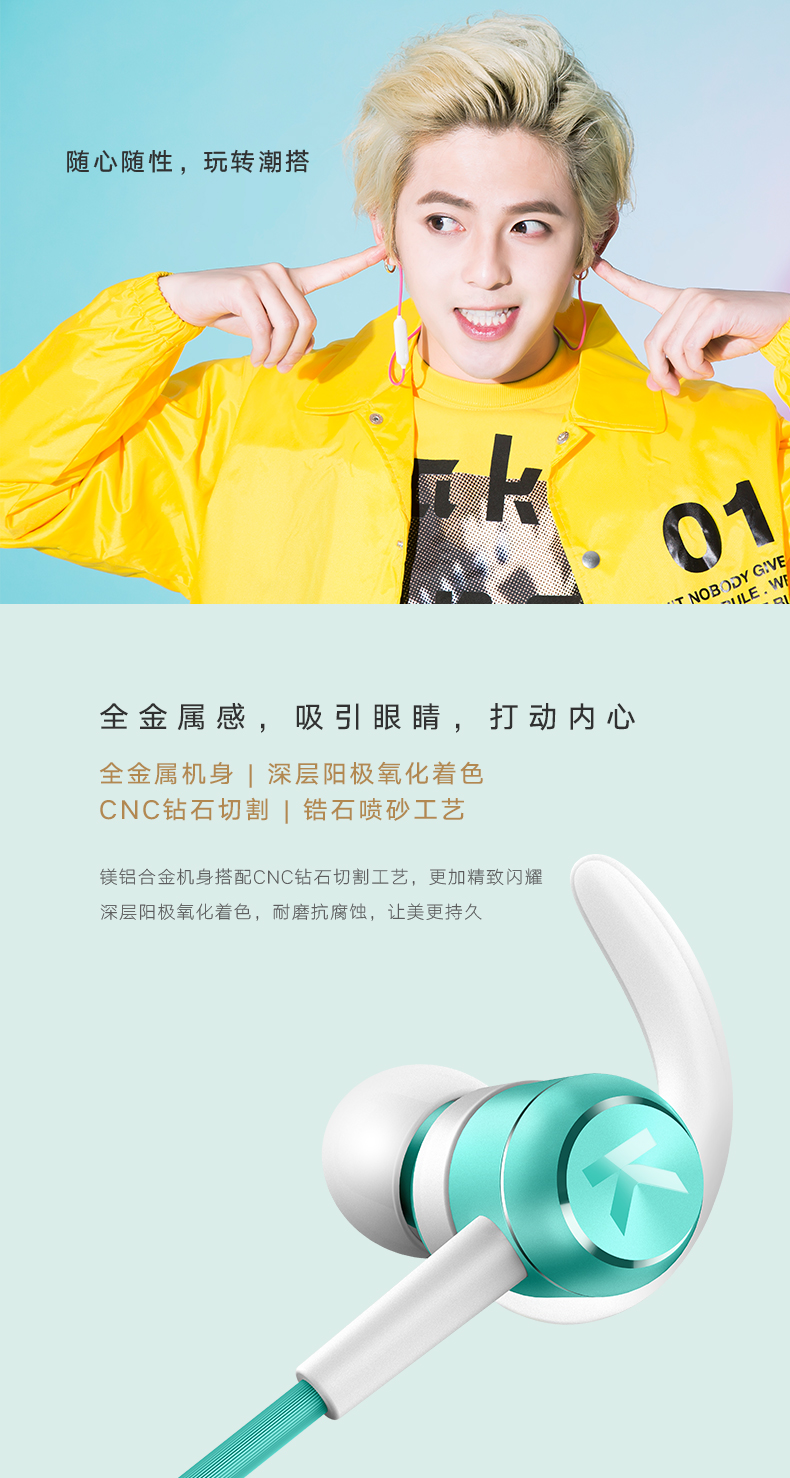 随心随性，玩转潮搭
01
NOBODY GIVE
全金属感，吸引眼睛，打动内心
全金属机身 | 深层阳极氧化着色
CNC钻石切割 | 锆石喷砂工艺
镁铝合金机身搭配CNC钻石切割工艺，更加精致闪耀
深层阳极氧化着色，耐磨抗腐蚀，让美更持久